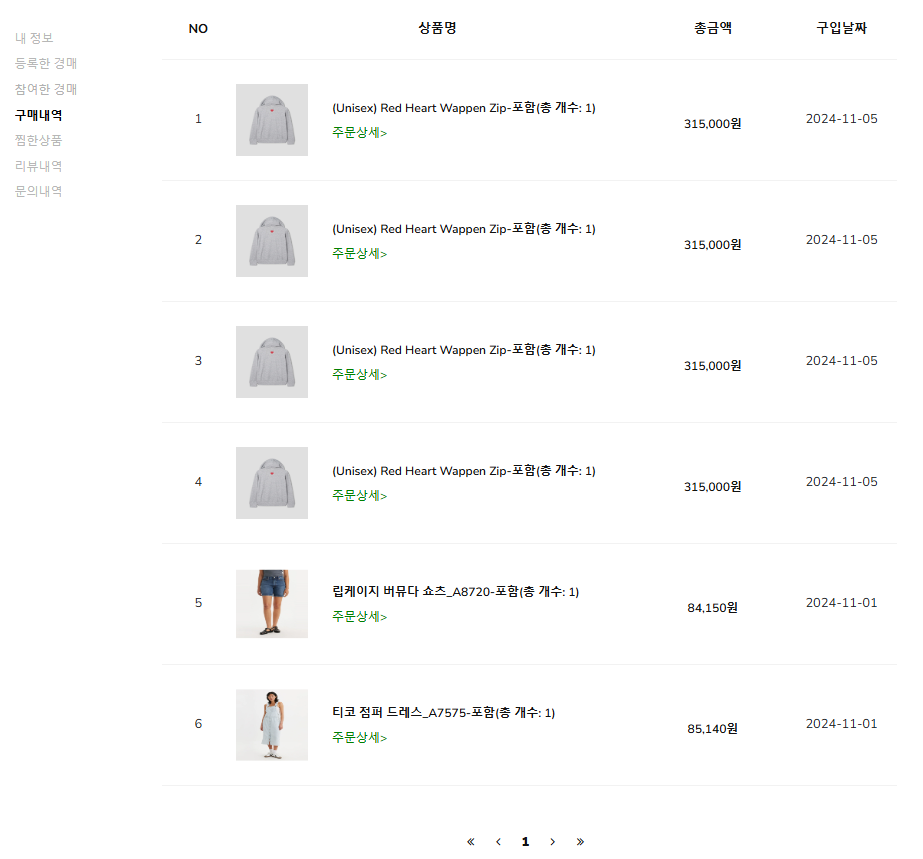 내 정보
등록한 경매
참여한 경매
구매내역
찜한상품
리뷰내역
문의내역
NO 상품명 총금액 구입날짜
1 (Unisex) Red Heart Wappen Zip-포함(총 개수: 1) 315,000원 2024-11-05
주문상세>
2 (Unisex) Red Heart Wappen Zip-포함(총 개수: 1) 315,000원 2024-11-05
주문상세>
3 (Unisex) Red Heart Wappen Zip-포함(총 개수: 1) 315,000원 2024-11-05
주문상세>
4 (Unisex) Red Heart Wappen Zip-포함(총 개수: 1) 315,000원 2024-11-05
주문상세>
5 립케이지 버뮤다 쇼츠_A8720-포함(총 개수: 1) 84,150원 2024-11-01
주문상세>
6 티코 점퍼 드레스_A7575-포함(총 개수: 1) 85,140원 2024-11-01
주문상세>
« ‹ 1 › »